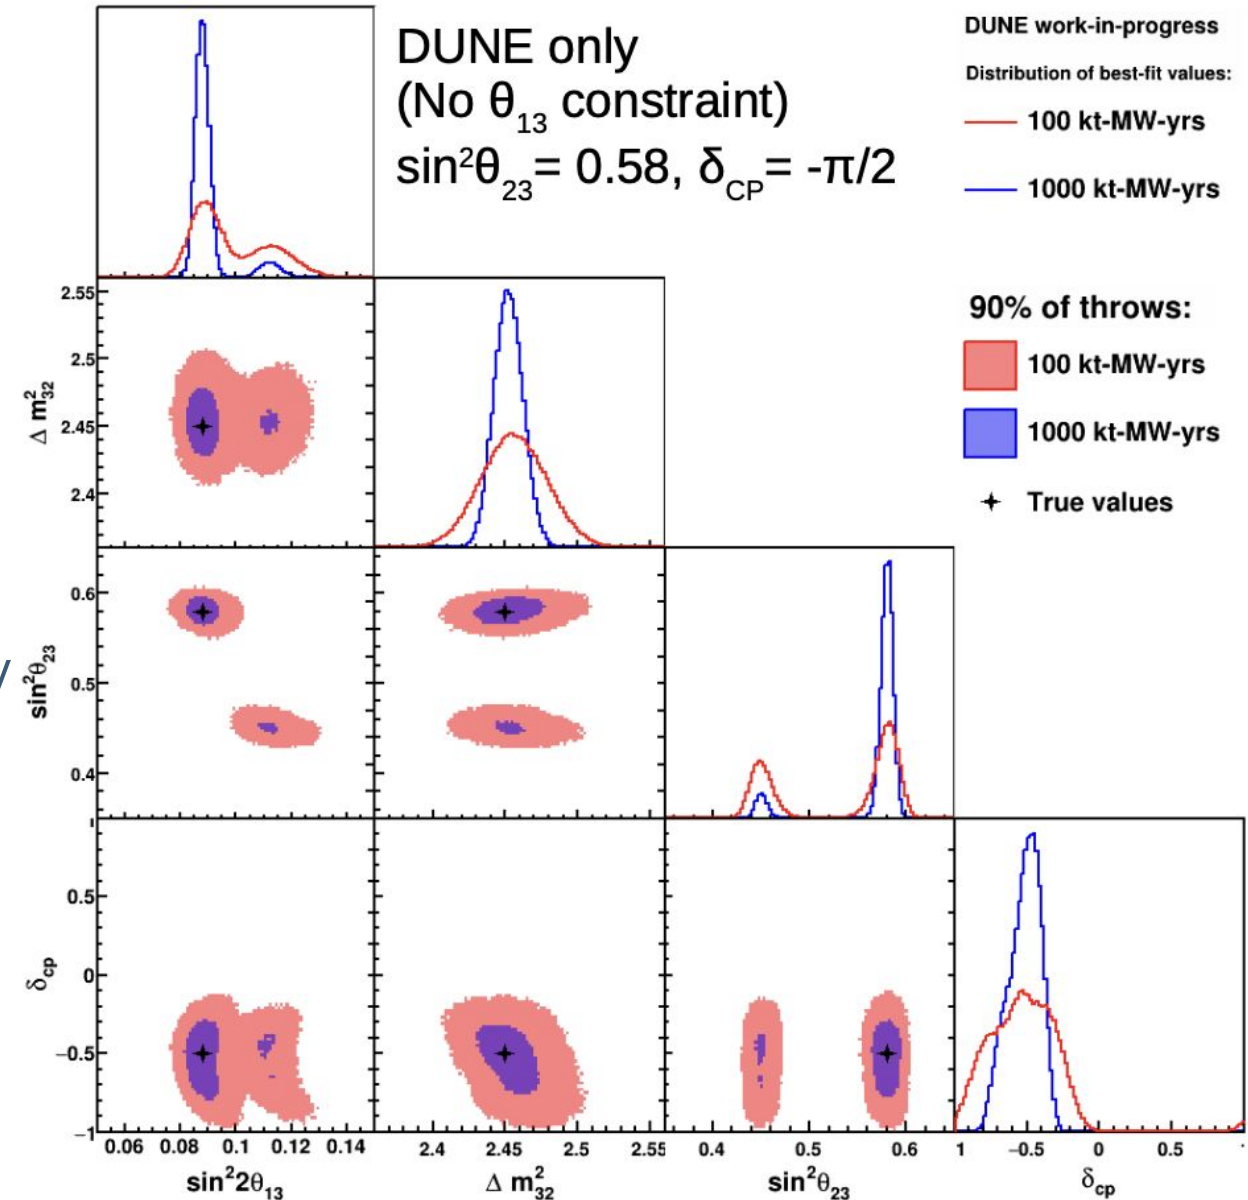 DUNE only
(No θ₁₃ constraint)
sin²θ₂₃= 0.58, δ_CP= -π/2
DUNE work-in-progress
Distribution of best-fit values:
100 kt-MW-yrs
1000 kt-MW-yrs
90% of throws:
100 kt-MW-yrs
1000 kt-MW-yrs
True values
2.55
2.5
2.45
2.4
Δ m²₃₂
y
0.6
0.5
0.4
sin²θ₂₃
1
0.5
0
−0.5
−1
δ_cp
0.06 0.08 0.1 0.12 0.14
sin²2θ₁₃
2.4 2.45 2.5 2.55
Δ m²₃₂
0.4 0.5 0.6
sin²θ₂₃
1 −0.5 0 0.5
δ_cp